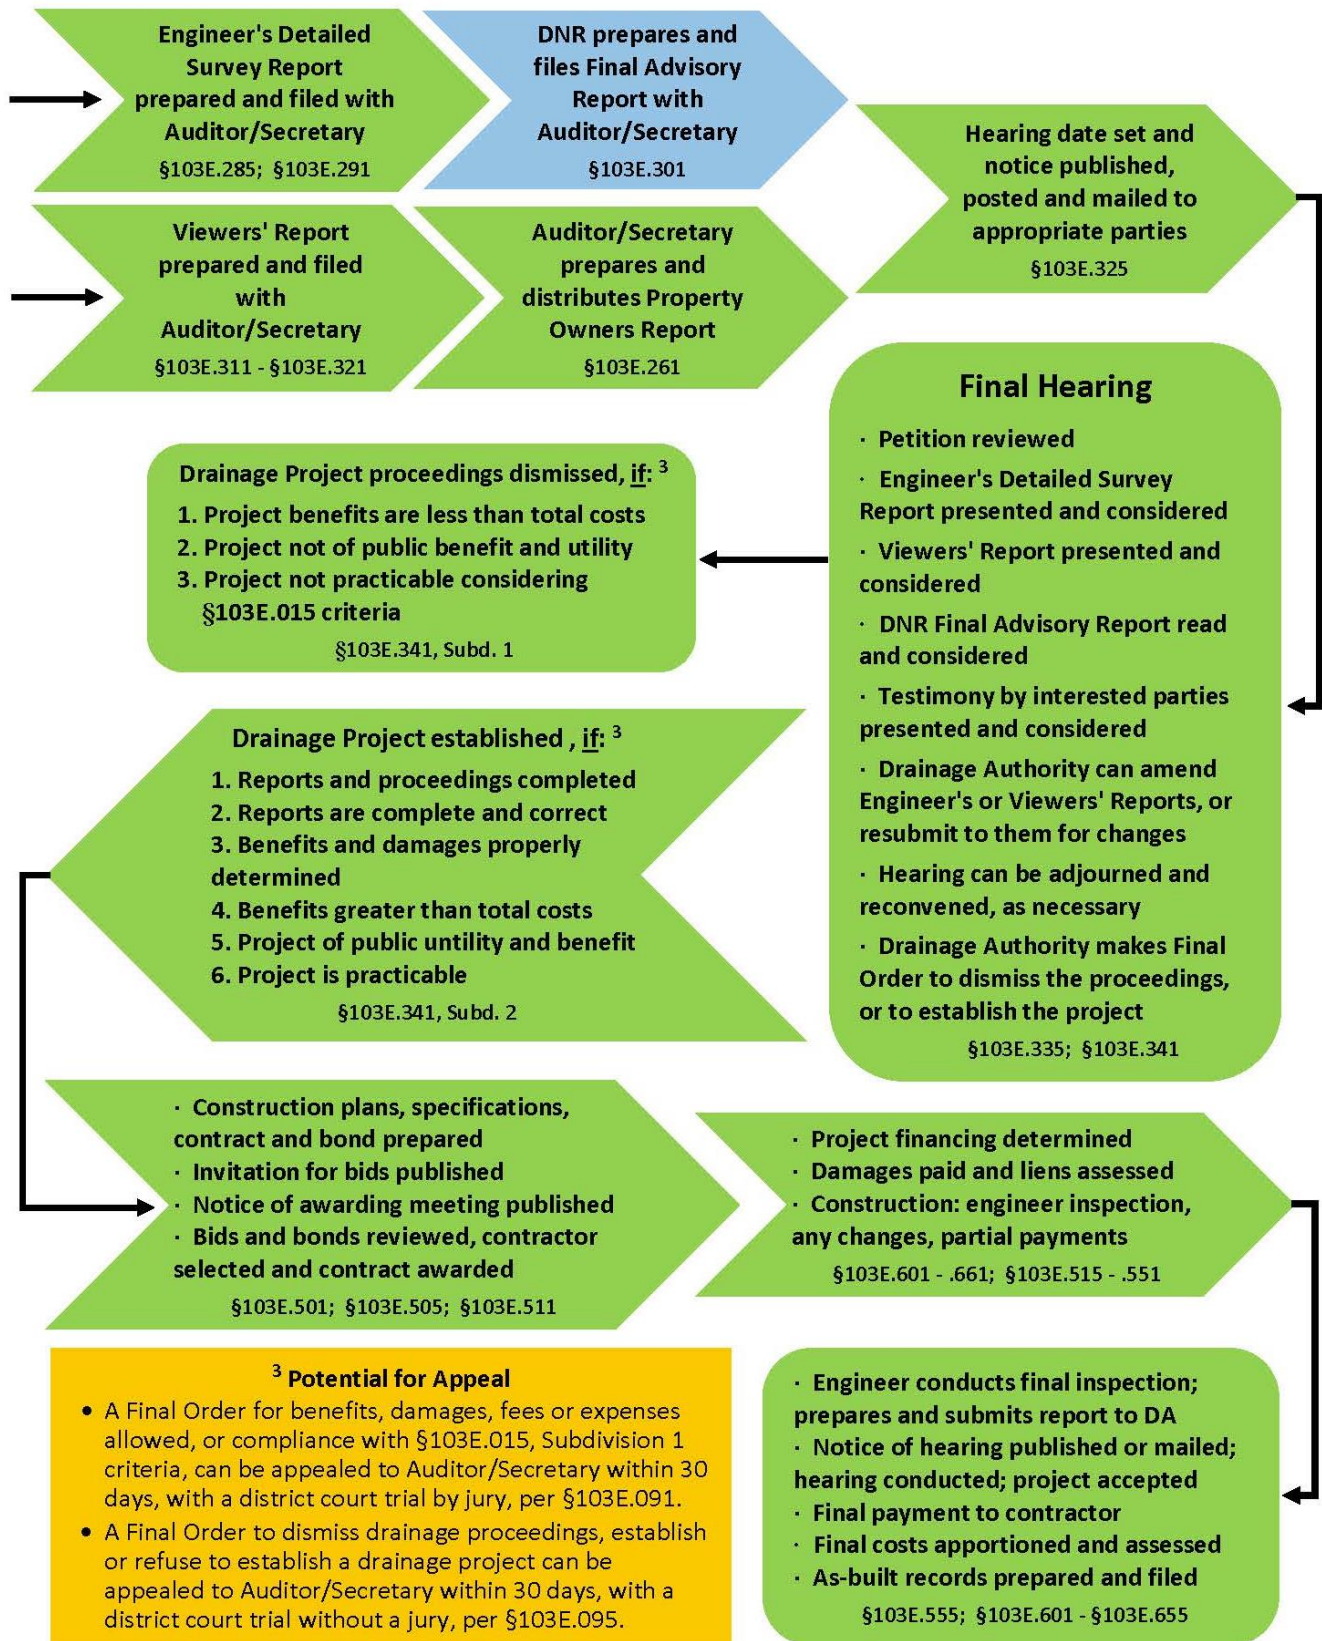 Engineer's Detailed
Survey Report
prepared and filed with
Auditor/Secretary
§103E.285; §103E.291
DNR prepares and
files Final Advisory
Report with
Auditor/Secretary
§103E.301
Hearing date set and
notice published,
posted and mailed to
appropriate parties
§103E.325
Viewers' Report
prepared and filed
with
Auditor/Secretary
§103E.311 - §103E.321
Auditor/Secretary
prepares and
distributes Property
Owners Report
§103E.261
Final Hearing
· Petition reviewed
· Engineer's Detailed Survey
Report presented and considered
· Viewers' Report presented and
considered
· DNR Final Advisory Report read
and considered
· Testimony by interested parties
presented and considered
· Drainage Authority can amend
Engineer's or Viewers' Reports, or
resubmit to them for changes
· Hearing can be adjourned and
reconvened, as necessary
· Drainage Authority makes Final
Order to dismiss the proceedings,
or to establish the project
§103E.335; §103E.341
Drainage Project proceedings dismissed, if: 3
1. Project benefits are less than total costs
2. Project not of public benefit and utility
3. Project not practicable considering
§103E.015 criteria
§103E.341, Subd. 1
Drainage Project established , if: 3
1. Reports and proceedings completed
2. Reports are complete and correct
3. Benefits and damages properly
determined
4. Benefits greater than total costs
5. Project of public untility and benefit
6. Project is practicable
§103E.341, Subd. 2
· Construction plans, specifications,
contract and bond prepared
· Invitation for bids published
· Notice of awarding meeting published
· Bids and bonds reviewed, contractor
selected and contract awarded
§103E.501; §103E.505; §103E.511
· Project financing determined
· Damages paid and liens assessed
· Construction: engineer inspection,
any changes, partial payments
§103E.601 - .661; §103E.515 - .551
3 Potential for Appeal
• A Final Order for benefits, damages, fees or expenses
allowed, or compliance with §103E.015, Subdivision 1
criteria, can be appealed to Auditor/Secretary within 30
days, with a district court trial by jury, per §103E.091.
• A Final Order to dismiss drainage proceedings, establish
or refuse to establish a drainage project can be
appealed to Auditor/Secretary within 30 days, with a
district court trial without a jury, per §103E.095.
· Engineer conducts final inspection;
prepares and submits report to DA
· Notice of hearing published or mailed;
hearing conducted; project accepted
· Final payment to contractor
· Final costs apportioned and assessed
· As-built records prepared and filed
§103E.555; §103E.601 - §103E.655